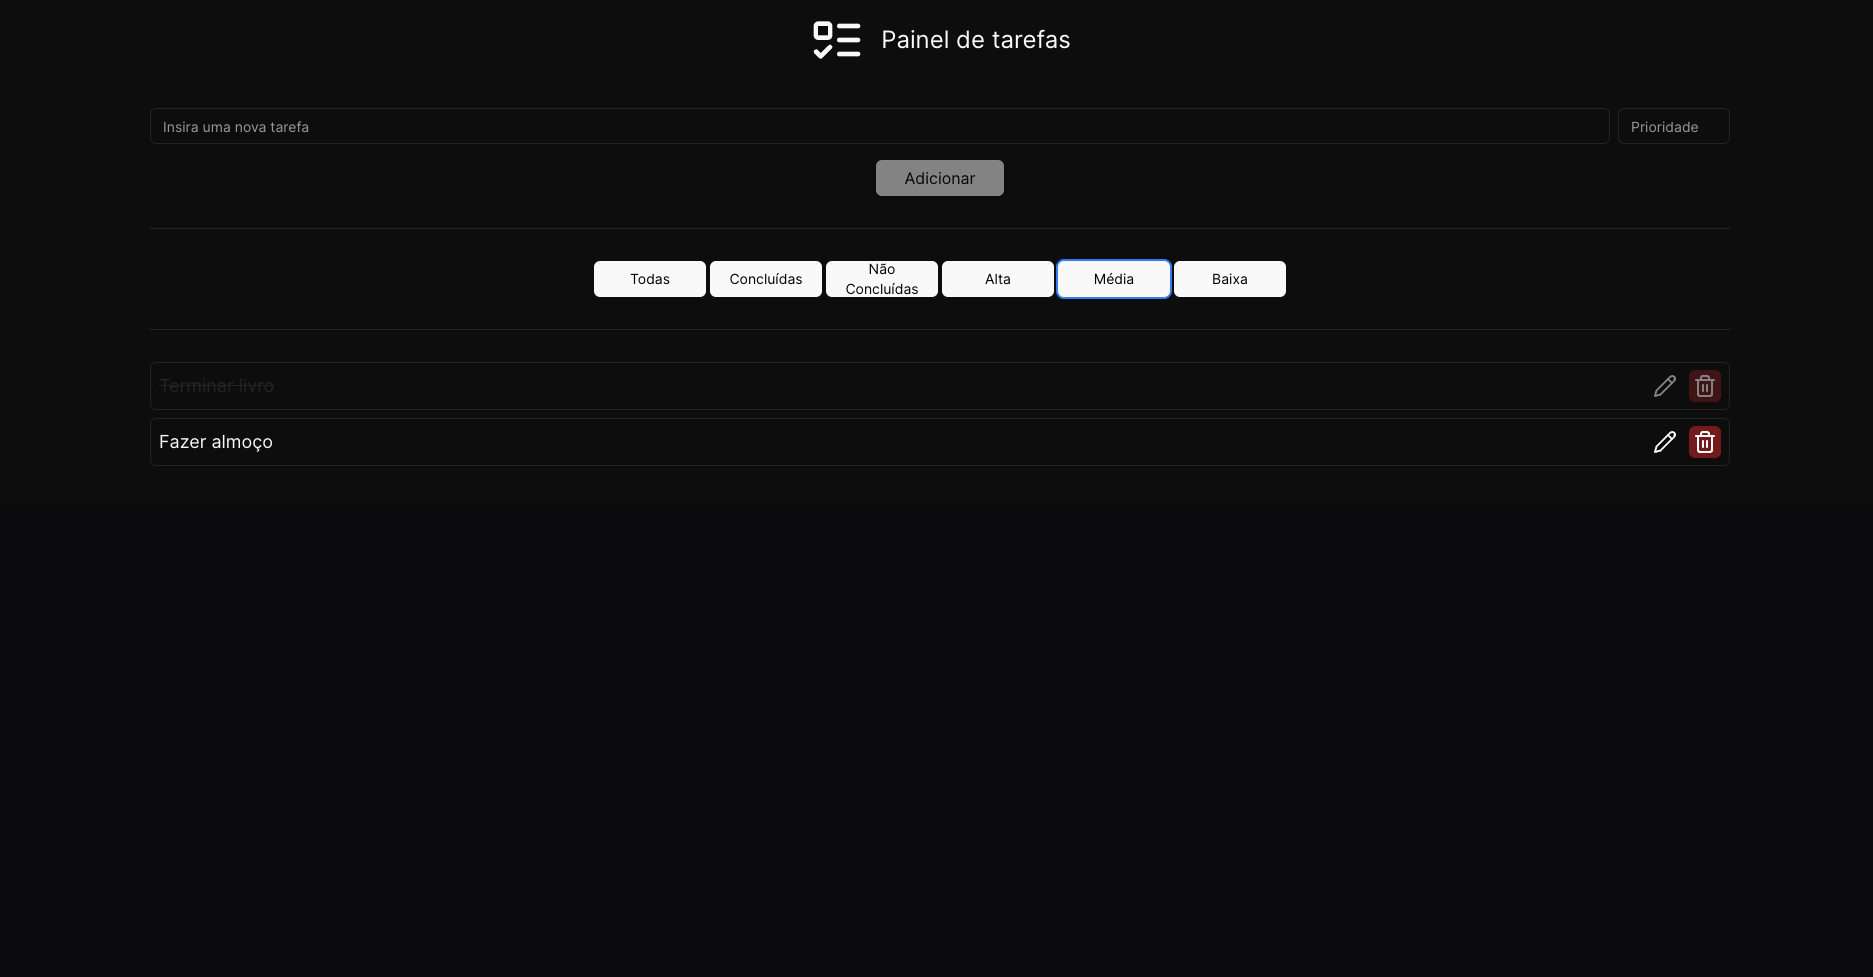 Painel de tarefas
Insira uma nova tarefa
Prioridade
Adicionar
Todas
Concluídas
Não
Concluídas
Alta
Média
Baixa
Terminar livro
Fazer almoço